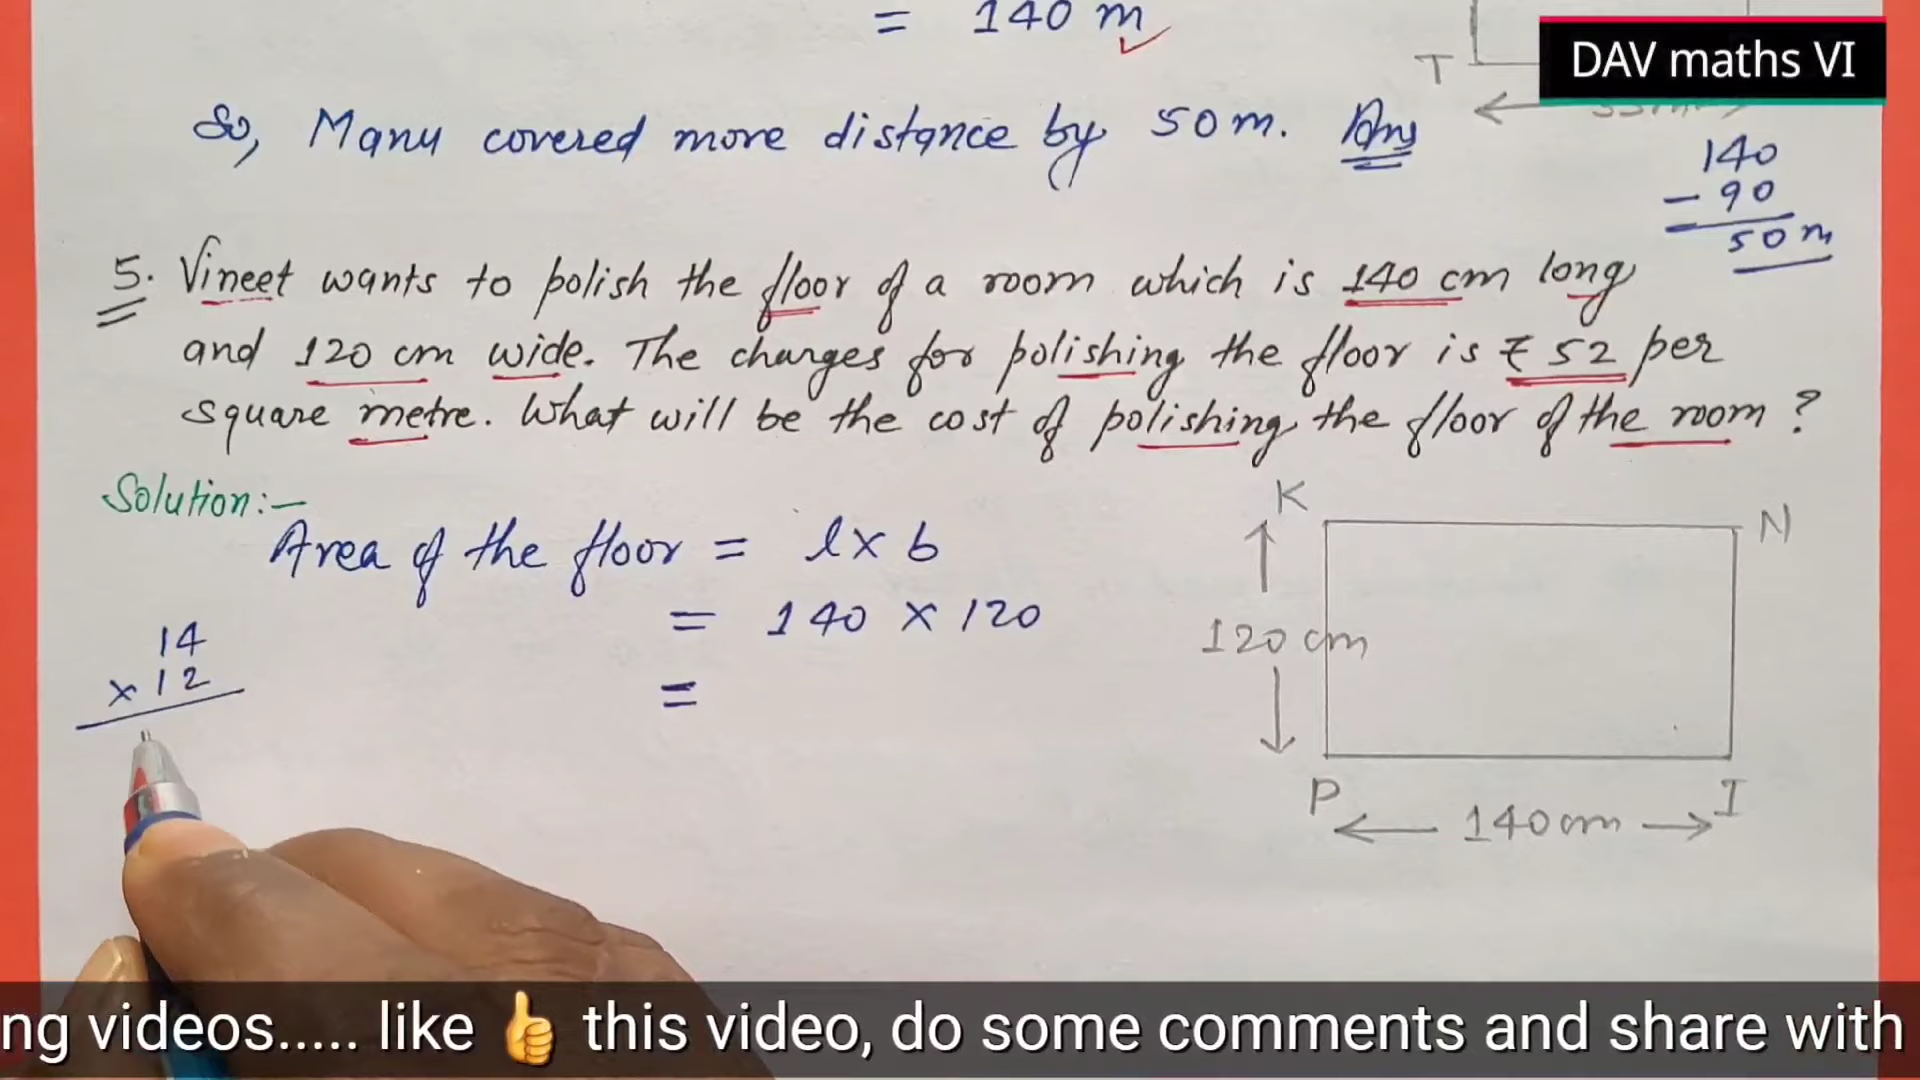 = 140 m
T
DAV maths VI
So, Manu covered more distance by 50 m. Ans
140
- 90
50 m
5. Vineet wants to polish the floor of a room which is 140 cm long
and 120 cm wide. The charges for polishing the floor is ₹ 52 per
square metre. What will be the cost of polishing the floor of the room ?
Solution:-
K
N
Area of the floor = l x b
= 140 x 120
120 cm
14
x 12
=
P
I
140 cm
ng videos..... like 👍 this video, do some comments and share with